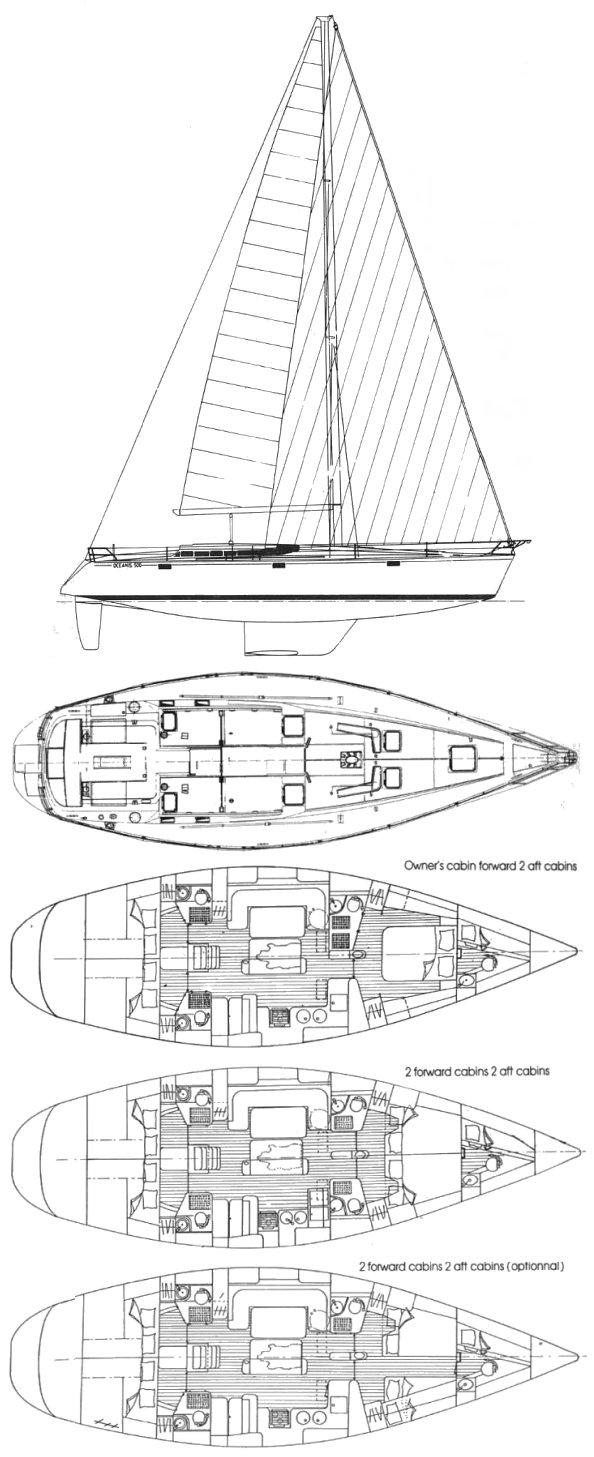 OCEANIS 500
Owner's cabin forward 2 aft cabins
2 forward cabins 2 aft cabins
2 forward cabins 2 aft cabins (optionnal)